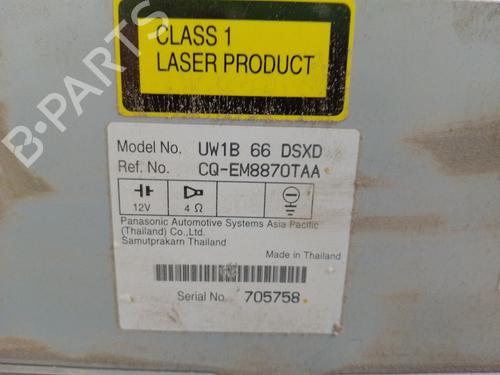 CLASS 1
LASER PRODUCT
Model No. UW1B 66 DSXD
Ref. No. CQ-EM8870TAA
12V 4 Ω
Panasonic Automotive Systems Asia Pacific
(Thailand) Co.,Ltd.
Samutprakarn Thailand
Made in Thailand
Serial No. 705758
B-PARTS